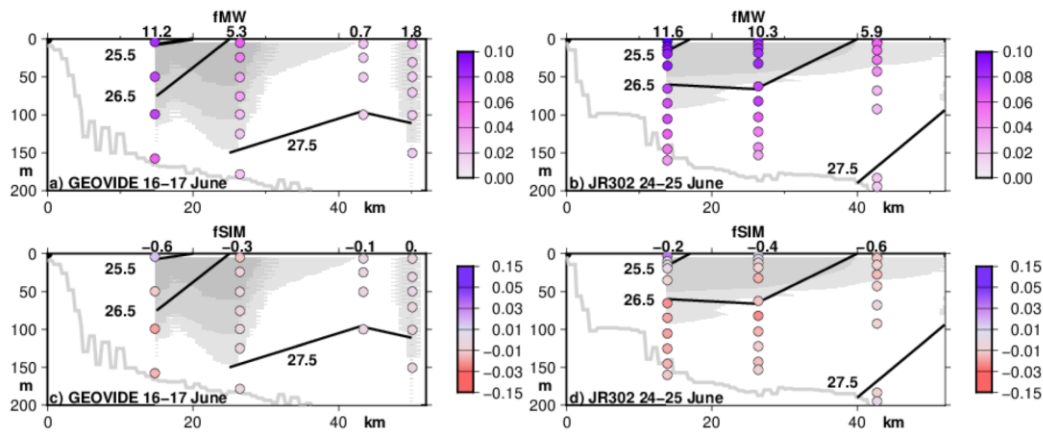 fMW
11.2 5.3 0.7 1.8
0
25.5
50
26.5
100
27.5
150
m
a) GEOVIDE 16–17 June
200
0 20 40 km
0.10
0.08
0.06
0.04
0.02
0.00
fMW
11.6 10.3 5.9
0
25.5
50
26.5
100
150
27.5
m
b) JR302 24–25 June
200
0 20 40 km
0.10
0.08
0.06
0.04
0.02
0.00
fSIM
−0.6 −0.3 −0.1 0.
0
25.5
50
26.5
100
27.5
150
m
c) GEOVIDE 16–17 June
200
0 20 40 km
0.15
0.05
0.03
0.01
−0.01
−0.03
−0.15
fSIM
−0.2 −0.4 −0.6
0
25.5
50
26.5
100
150
27.5
m
d) JR302 24–25 June
200
0 20 40 km
0.15
0.05
0.03
0.01
−0.01
−0.03
−0.15